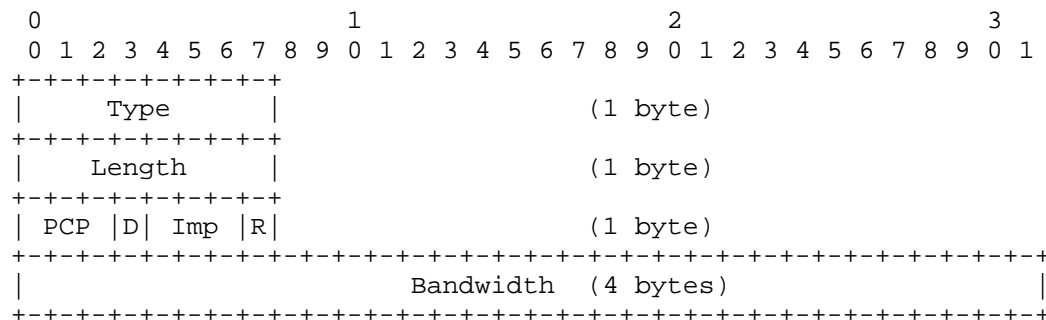 0                   1                   2                   3
0 1 2 3 4 5 6 7 8 9 0 1 2 3 4 5 6 7 8 9 0 1 2 3 4 5 6 7 8 9 0 1
+-+-+-+-+-+-+-+-+
|     Type      |                   (1 byte)
+-+-+-+-+-+-+-+-+
|    Length     |                   (1 byte)
+-+-+-+-+-+-+-+-+
| PCP |D| Imp |R|                   (1 byte)
+-+-+-+-+-+-+-+-+-+-+-+-+-+-+-+-+-+-+-+-+-+-+-+-+-+-+-+-+-+-+-+-+
|                        Bandwidth  (4 bytes)                   |
+-+-+-+-+-+-+-+-+-+-+-+-+-+-+-+-+-+-+-+-+-+-+-+-+-+-+-+-+-+-+-+-+